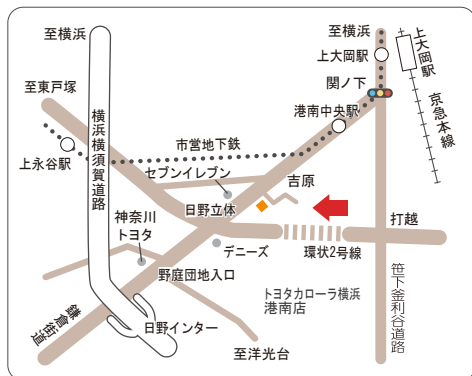 至横浜
至横浜
上大岡駅
上大岡駅
関ノ下
至東戸塚
横浜横須賀道路
港南中央駅
京急本線
市営地下鉄
上永谷駅
セブンイレブン
吉原
日野立体
神奈川
トヨタ
打越
デニーズ
環状2号線
野庭団地入口
笹下釜利谷道路
トヨタカローラ横浜
港南店
鎌倉街道
日野インター
至洋光台